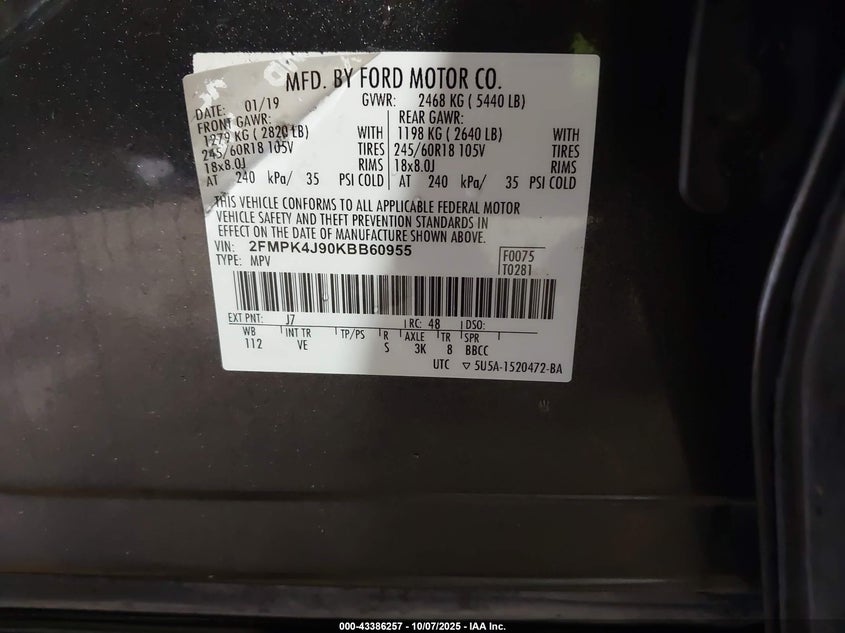 MFD. BY FORD MOTOR CO.
DATE: 01/19 GVWR: 2468 KG ( 5440 LB)
FRONT GAWR: REAR GAWR:
1279 KG ( 2820 LB) WITH 1198 KG ( 2640 LB) WITH
245/60R18 105V TIRES 245/60R18 105V TIRES
18x8.0J RIMS 18x8.0J RIMS
AT 240 kPa/ 35 PSI COLD AT 240 kPa/ 35 PSI COLD
THIS VEHICLE CONFORMS TO ALL APPLICABLE FEDERAL MOTOR
VEHICLE SAFETY AND THEFT PREVENTION STANDARDS IN
EFFECT ON THE DATE OF MANUFACTURE SHOWN ABOVE.
VIN: 2FMPK4J90KBB60955 F0075
TYPE: MPV T0281
EXT PNT: J7 RC: 48 DSO:
WB INT TR TP/PS R AXLE TR SPR
112 VE S 3K 8 BBCC
UTC ▽ 5U5A-1520472-BA
000-43386257 - 10/07/2025 - IAA Inc.